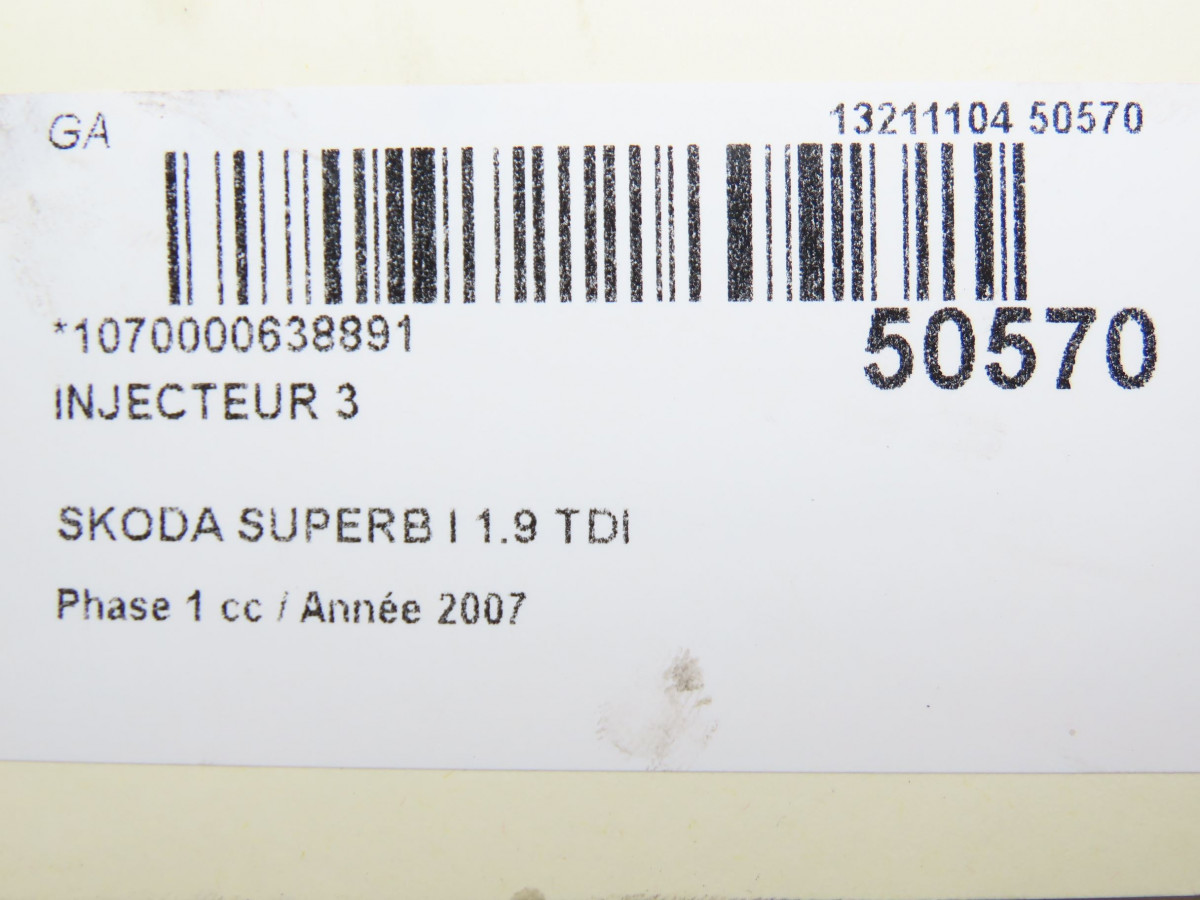 GA
13211104 50570
*1070000638891
50570
INJECTEUR 3
SKODA SUPERB I 1.9 TDI
Phase 1 cc / Année 2007